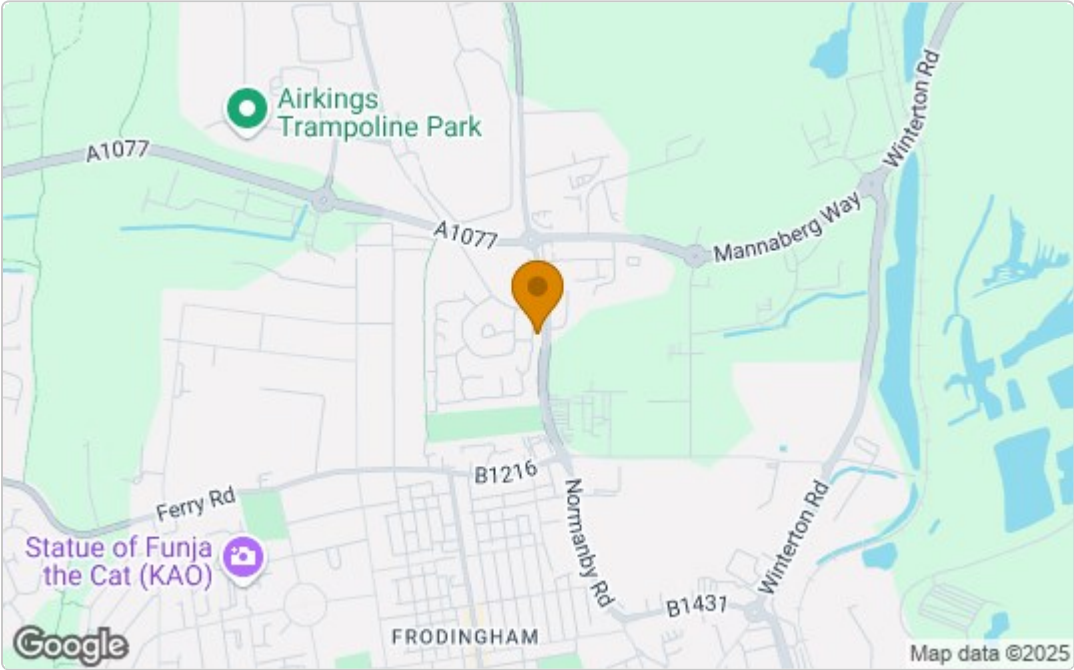 Airkings
Trampoline Park
A1077
Winterton Rd
A1077
Mannaberg Way
B1216
Ferry Rd
Normanby Rd
Winterton Rd
Statue of Funja
the Cat (KAO)
B1431
FRODINGHAM
Google
Map data ©2025